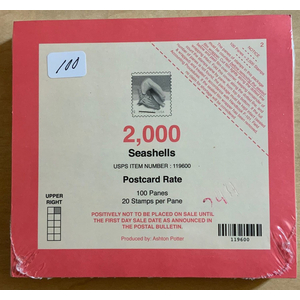 100
2
NOTICE
2,000
Seashells
USPS ITEM NUMBER : 119600
Postcard Rate
100 Panes
20 Stamps per Pane
UPPER
RIGHT
POSITIVELY NOT TO BE PLACED ON SALE UNTIL
THE FIRST DAY SALE DATE AS ANNOUNCED IN
THE POSTAL BULLETIN.
Produced by: Ashton Potter
119600